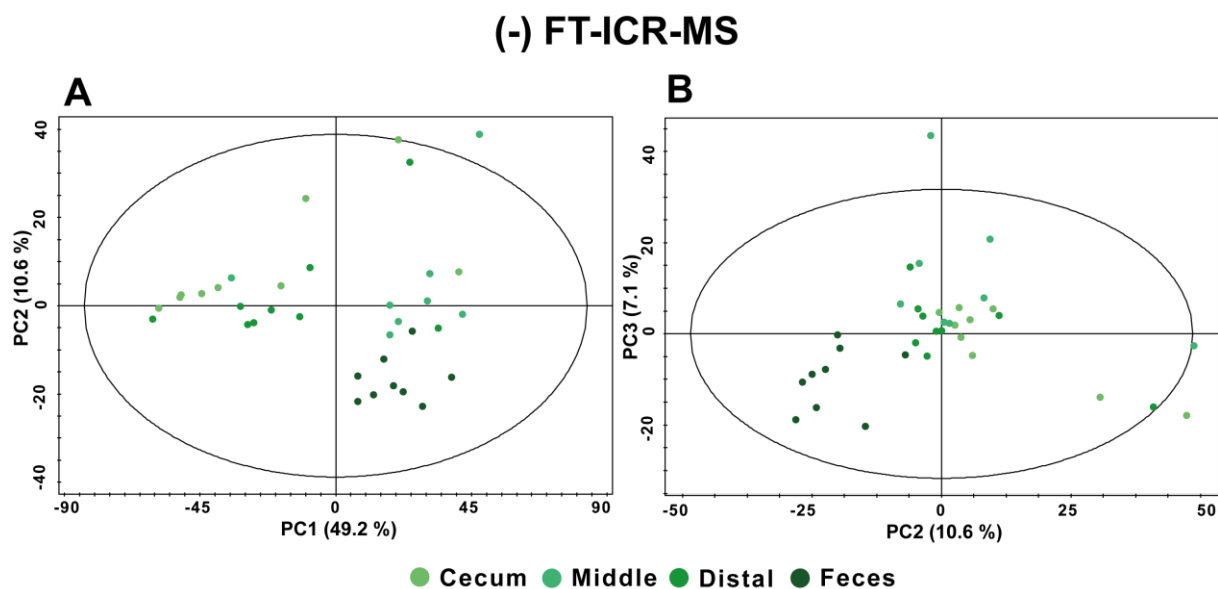 (-) FT-ICR-MS
A
B
40
20
0
-20
-40
PC2 (10.6 %)
-90
-45
0
45
90
PC1 (49.2 %)
40
20
0
-20
PC3 (7.1 %)
-50
-25
0
25
50
PC2 (10.6 %)
Cecum Middle Distal Feces